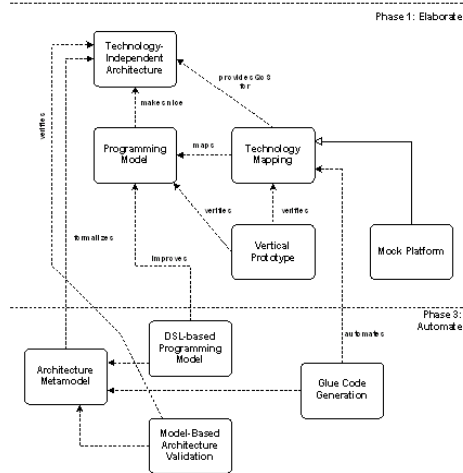 Phase 1: Elaborate
Technology-
Independent
Architecture
provides QoS
for
makes nice
verifies
Programming
Model
maps
Technology
Mapping
verifies
verifies
formalizes
Vertical
Prototype
Mock Platform
improves
Phase 3:
Automate
DSL-based
Programming
Model
automates
Architecture
Metamodel
Glue Code
Generation
Model-Based
Architecture
Validation